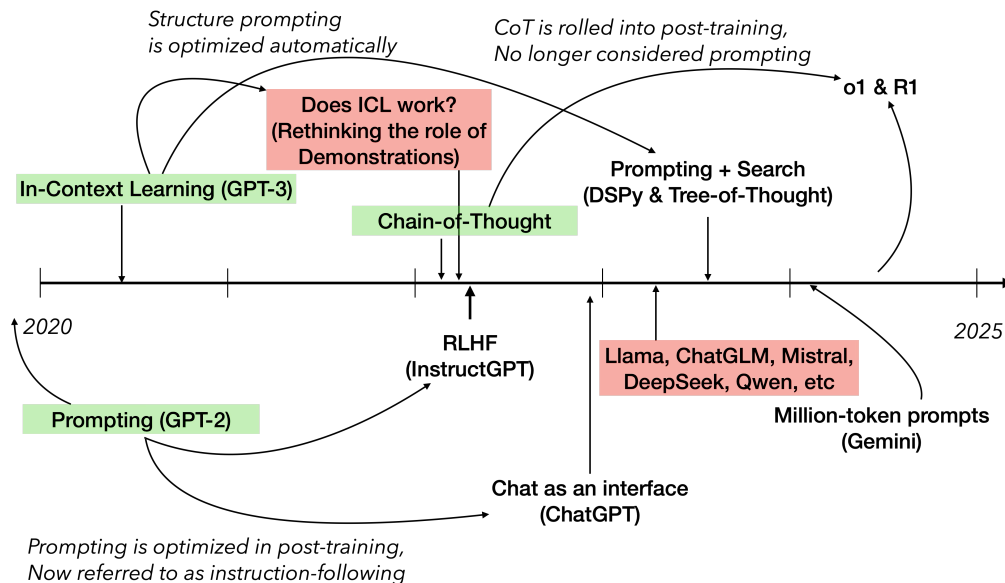 Structure prompting
is optimized automatically
CoT is rolled into post-training,
No longer considered prompting
o1 & R1
Does ICL work?
(Rethinking the role of
Demonstrations)
Prompting + Search
(DSPy & Tree-of-Thought)
In-Context Learning (GPT-3)
Chain-of-Thought
2020
2025
RLHF
(InstructGPT)
Llama, ChatGLM, Mistral,
DeepSeek, Qwen, etc
Prompting (GPT-2)
Million-token prompts
(Gemini)
Chat as an interface
(ChatGPT)
Prompting is optimized in post-training,
Now referred to as instruction-following